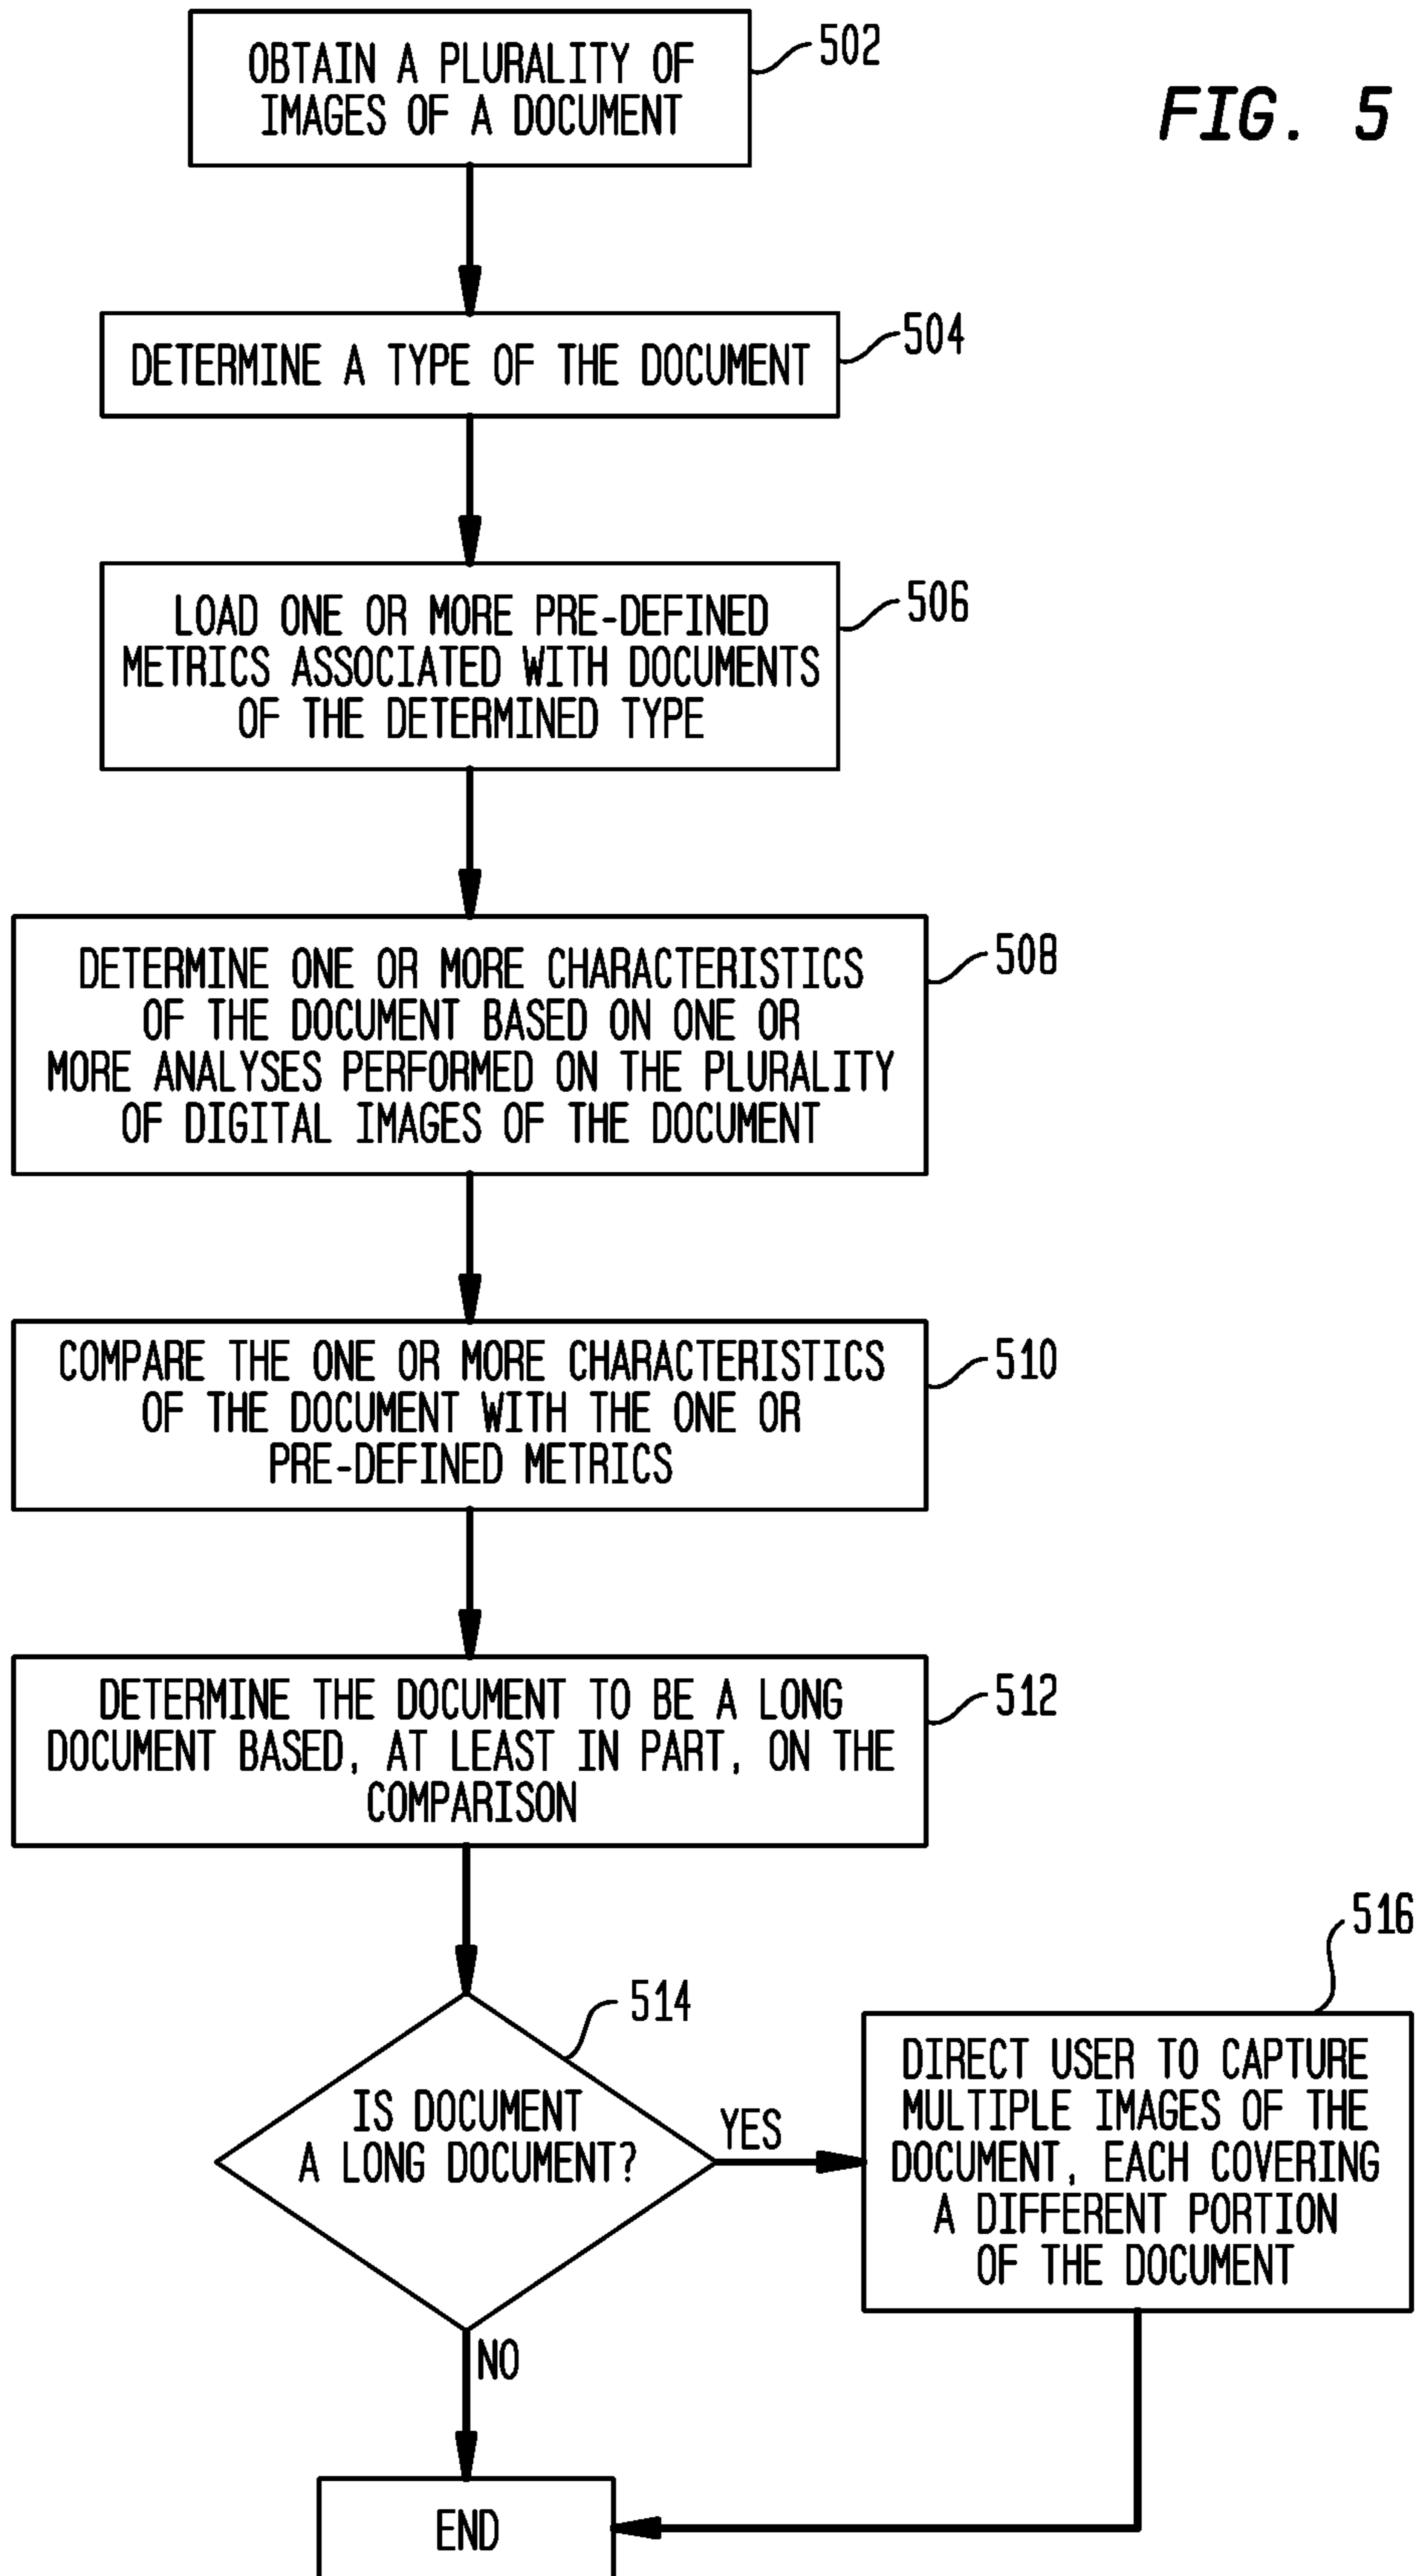 OBTAIN A PLURALITY OF
IMAGES OF A DOCUMENT
502
FIG. 5
DETERMINE A TYPE OF THE DOCUMENT
504
LOAD ONE OR MORE PRE-DEFINED
METRICS ASSOCIATED WITH DOCUMENTS
OF THE DETERMINED TYPE
506
DETERMINE ONE OR MORE CHARACTERISTICS
OF THE DOCUMENT BASED ON ONE OR
MORE ANALYSES PERFORMED ON THE PLURALITY
OF DIGITAL IMAGES OF THE DOCUMENT
508
COMPARE THE ONE OR MORE CHARACTERISTICS
OF THE DOCUMENT WITH THE ONE OR
PRE-DEFINED METRICS
510
DETERMINE THE DOCUMENT TO BE A LONG
DOCUMENT BASED, AT LEAST IN PART, ON THE
COMPARISON
512
IS DOCUMENT
A LONG DOCUMENT?
514
YES
DIRECT USER TO CAPTURE
MULTIPLE IMAGES OF THE
DOCUMENT, EACH COVERING
A DIFFERENT PORTION
OF THE DOCUMENT
516
NO
END